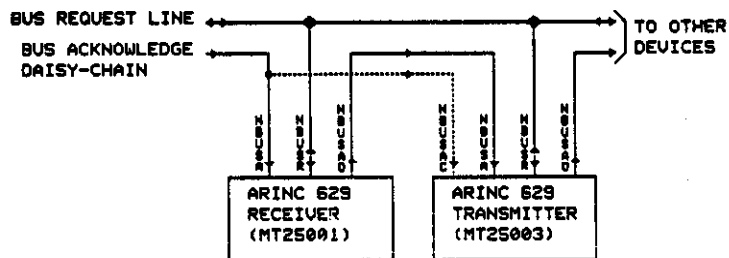 BUS REQUEST LINE
BUS ACKNOWLEDGE
DAISY-CHAIN
TO OTHER
DEVICES
NBUSA
NBUSR
NBUSAO
NBUSAC
NBUSA
NBUSR
NBUSAO
ARINC 629
RECEIVER
(MT25001)
ARINC 629
TRANSMITTER
(MT25003)